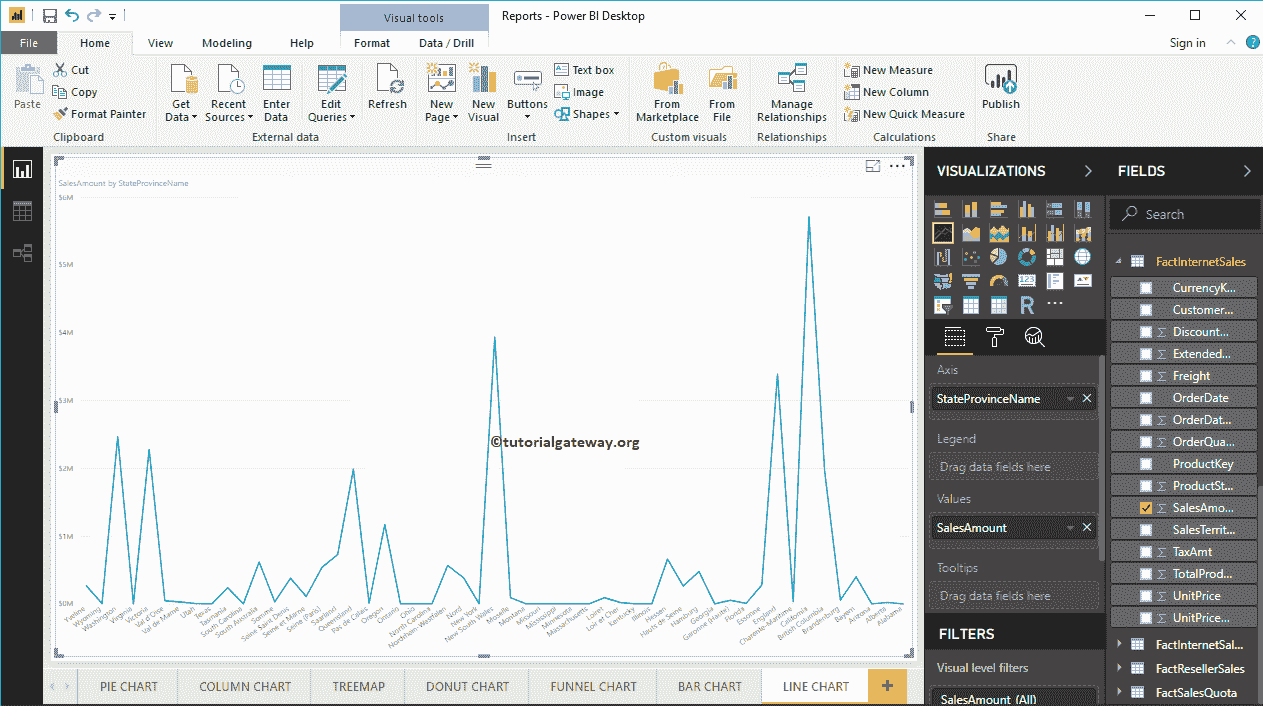 Visual tools
Reports - Power BI Desktop
File
Home
View
Modeling
Help
Format
Data / Drill
Sign in
Paste
Cut
Copy
Format Painter
Clipboard
Get
Data
Recent
Sources
Enter
Data
Edit
Queries
External data
Refresh
New
Page
New
Visual
Buttons
Text box
Image
Shapes
Insert
From
Marketplace
From
File
Custom visuals
Manage
Relationships
Relationships
New Measure
New Column
New Quick Measure
Calculations
Publish
Share
SalesAmount by StateProvinceName
$6M
$5M
$4M
$3M
$2M
$1M
$0M
©tutorialgateway.org
Yveline
Wyoming
Washington
Virginia
Victoria
Val d'Oise
Val de Marne
Utah
Texas
Tasmania
South Carolina
South Australia
Somme
Seine Saint Denis
Seine et Marne
Seine (Paris)
Saarland
Queensland
Pas de Calais
Oregon
Ontario
Ohio
North Carolina
Nordrhein-Westfalen
Nord
New York
New South Wales
Moselle
Montana
Missouri
Mississippi
Minnesota
Massachusetts
Loiret
Loir et Cher
Kentucky
Illinois
Hessen
Hauts de Seine
Hamburg
Georgia
Garonne (Haute)
Florida
Essonne
England
Charente-Maritime
California
British Columbia
Brandenburg
Bayern
Arizona
Alberta
Alabama
PIE CHART
COLUMN CHART
TREEMAP
DONUT CHART
FUNNEL CHART
BAR CHART
LINE CHART
+
VISUALIZATIONS
123
R
Axis
StateProvinceName
Legend
Drag data fields here
Values
SalesAmount
Tooltips
Drag data fields here
FILTERS
Visual level filters
SalesAmount (All)
FIELDS
Search
FactInternetSales
CurrencyK...
Customer...
Discount...
Extended...
Freight
OrderDate
OrderDat...
OrderQua...
ProductKey
ProductSt...
SalesAmo...
SalesTerrit...
TaxAmt
TotalProd...
UnitPrice
UnitPrice...
FactInternetSal...
FactResellerSales
FactSalesQuota